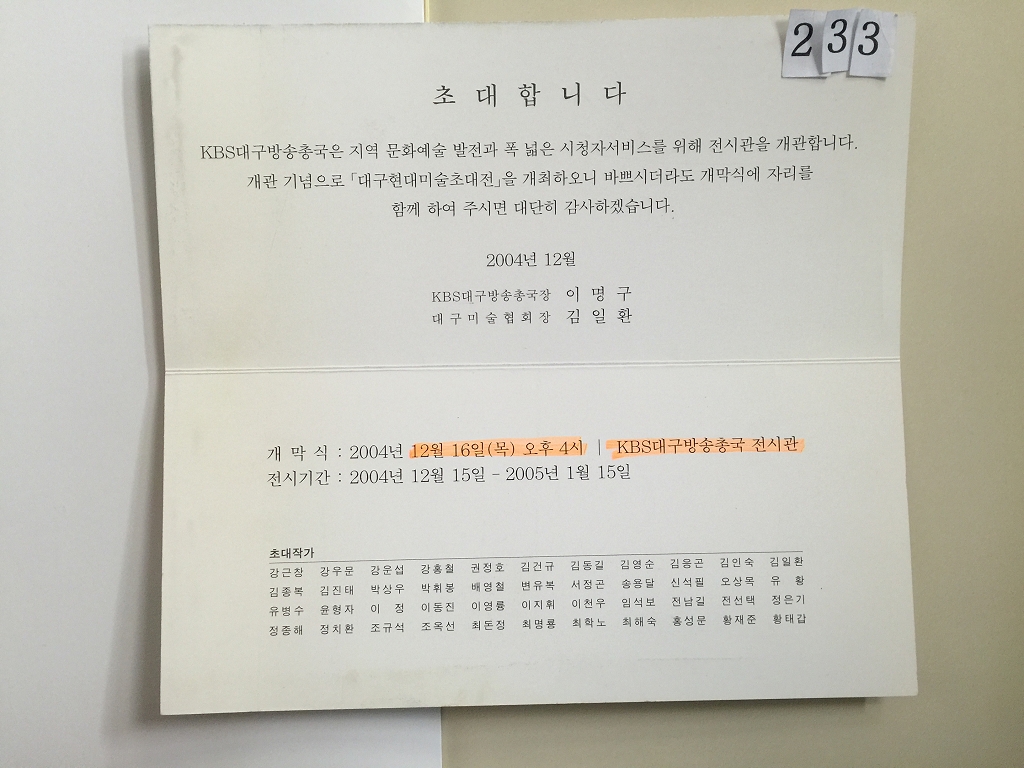 233
초 대 합 니 다
KBS대구방송총국은 지역 문화예술 발전과 폭 넓은 시청자서비스를 위해 전시관을 개관합니다.
개관 기념으로 「대구현대미술초대전」을 개최하오니 바쁘시더라도 개막식에 자리를
함께 하여 주시면 대단히 감사하겠습니다.
2004년 12월
KBS대구방송총국장 이 명 구
대구미술협회장 김 일 환
개 막 식 : 2004년 12월 16일(목) 오후 4시 | KBS대구방송총국 전시관
전시기간 : 2004년 12월 15일 - 2005년 1월 15일
초대작가
강근창 강우문 강운섭 강홍철 권정호 김건규 김동길 김영순 김웅곤 김인숙 김일환
김종복 김진태 박상우 박휘봉 배영철 변유복 서정곤 송용달 신석필 오상목 유 황
유병수 윤형자 이 정 이동진 이영륭 이지휘 이천우 임석보 전남길 전선택 정은기
정종해 정치환 조규석 조옥선 최돈정 최명룡 최학노 최해숙 홍성문 황재준 황태갑